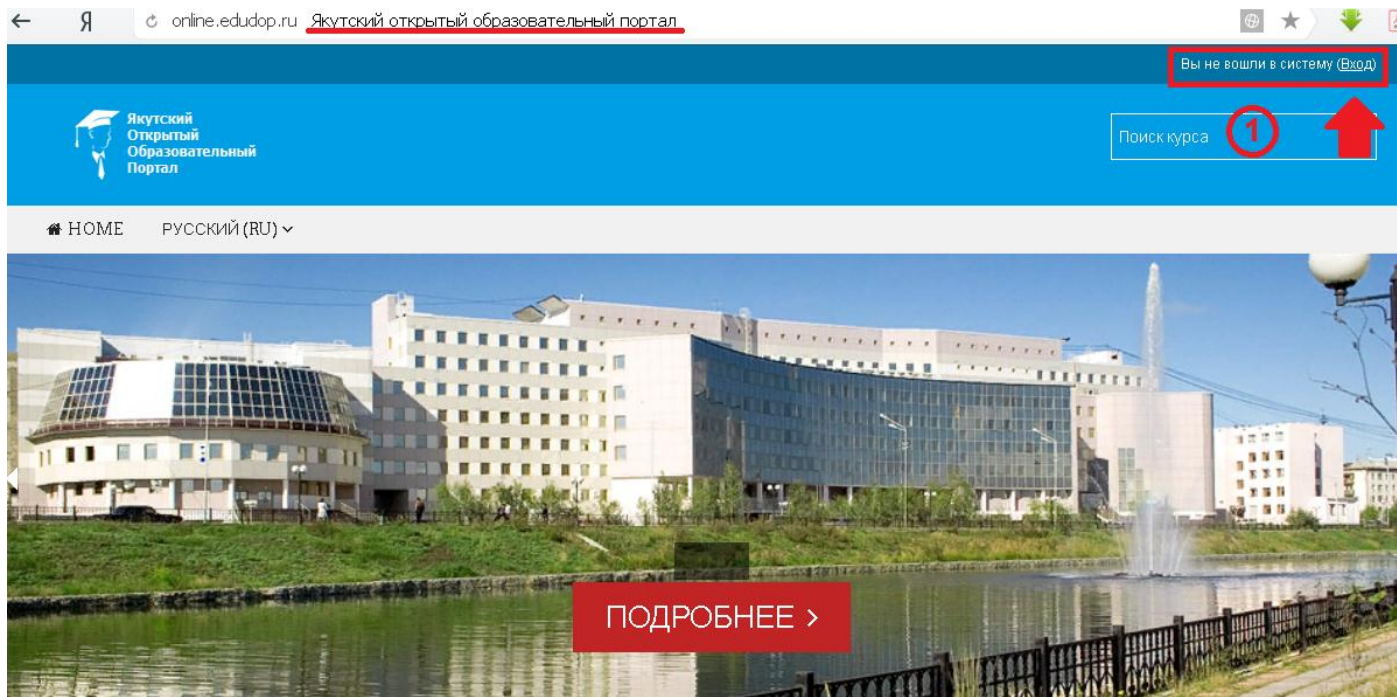 Я online.edudop.ru Якутский открытый образовательный портал
Вы не вошли в систему (Вход)
Якутский
Открытый
Образовательный
Портал
Поиск курса 1
HOME РУССКИЙ (RU)
ПОДРОБНЕЕ >